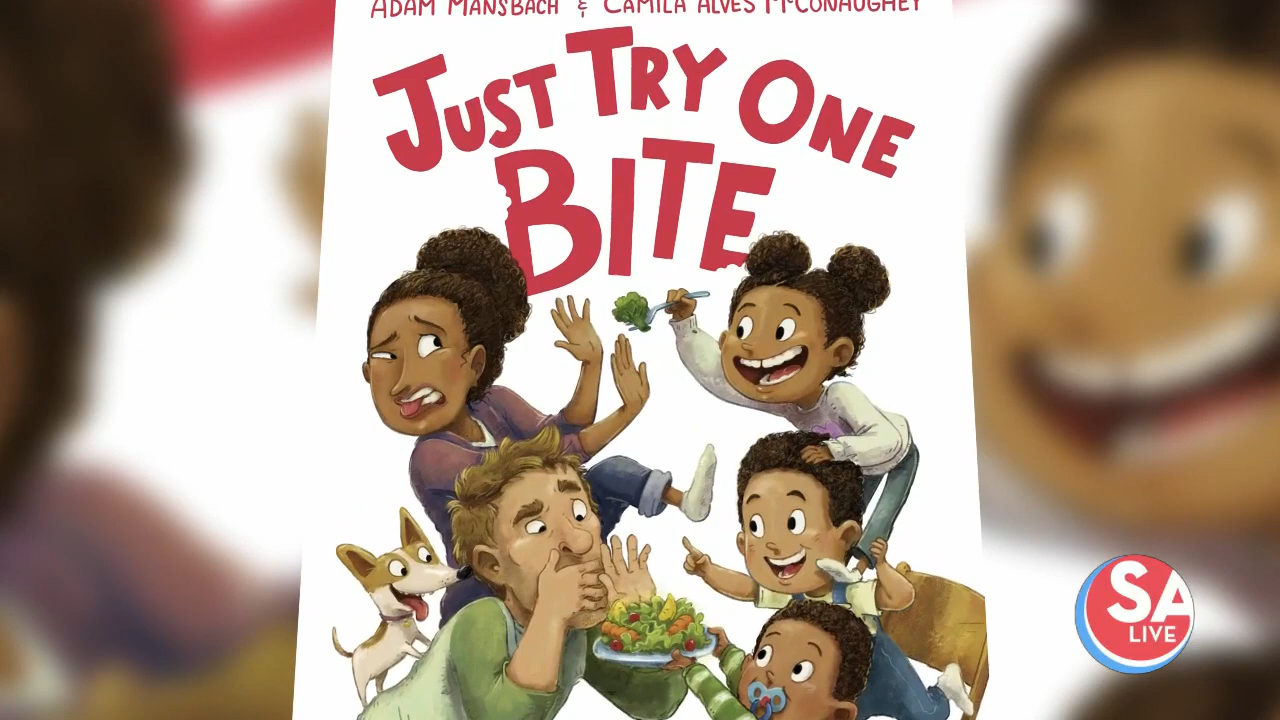 ADAM MANSBACH & CAMILA ALVES MCCONAUGHEY
JUST TRY ONE
BITE
SA
LIVE